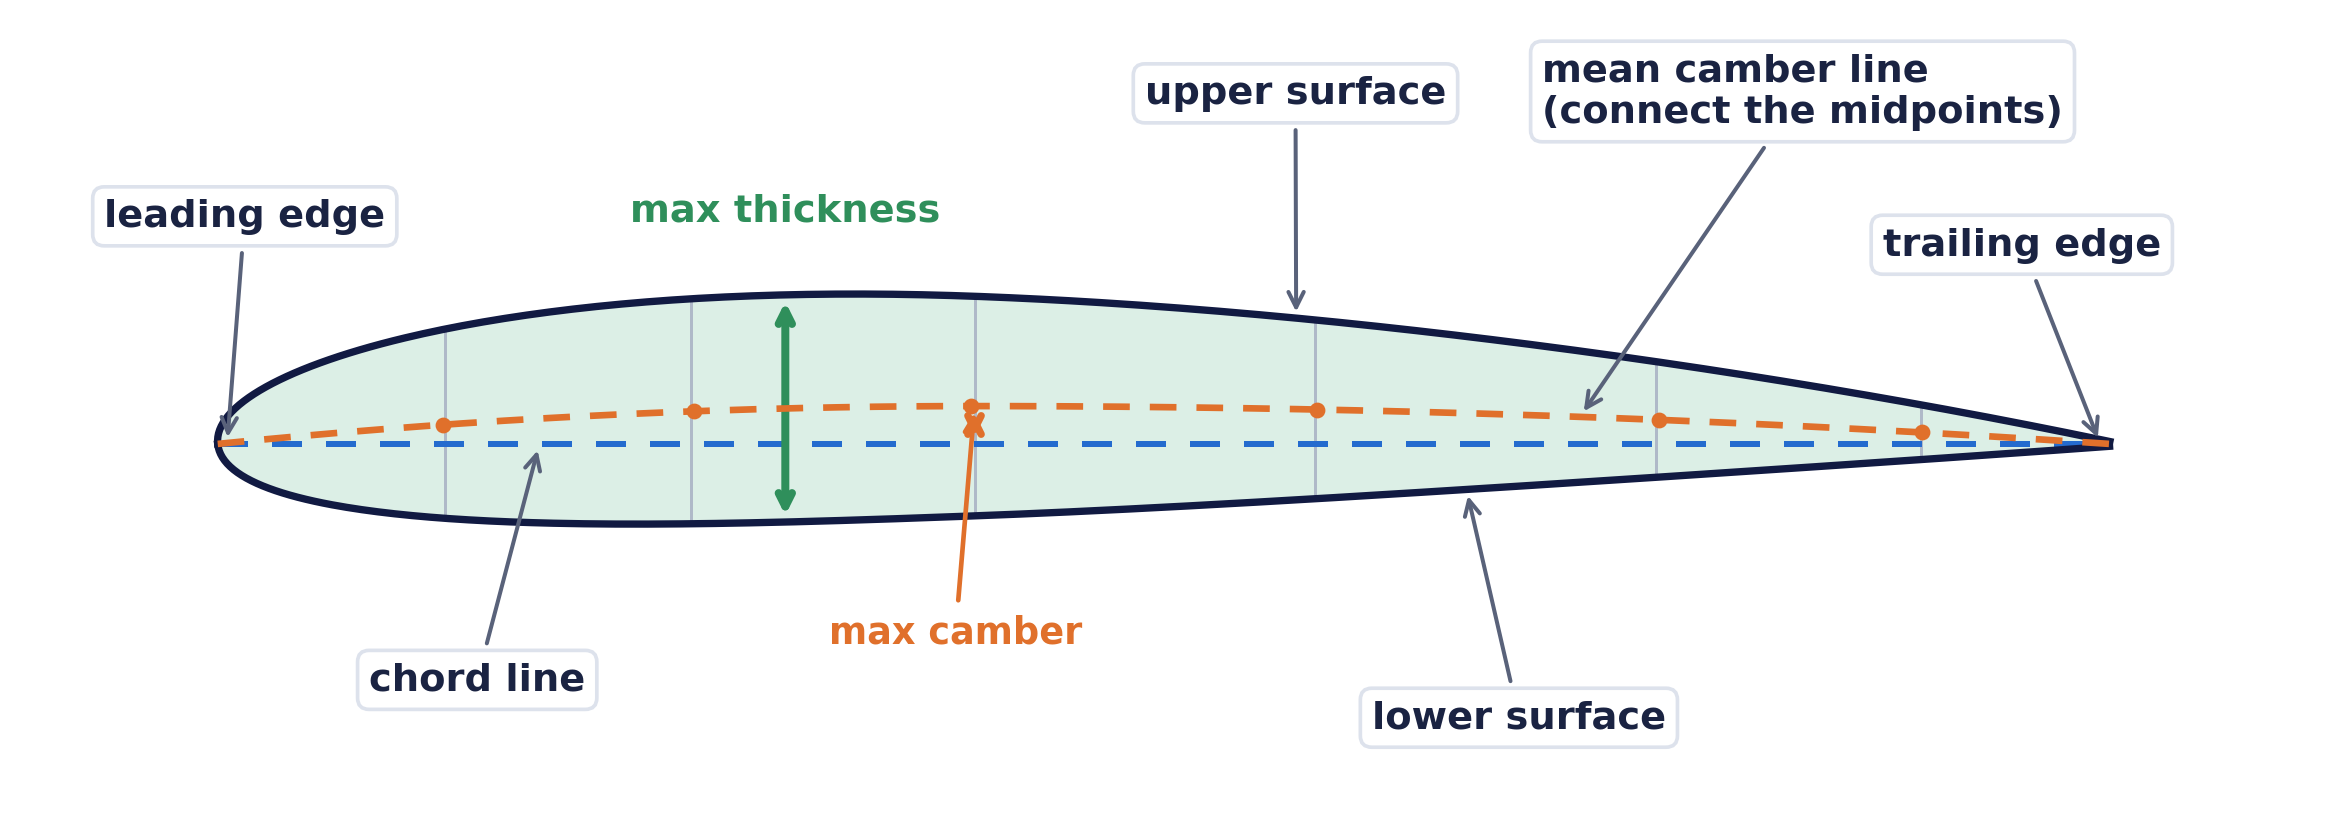 upper surface
mean camber line
(connect the midpoints)
leading edge
max thickness
trailing edge
max camber
chord line
lower surface